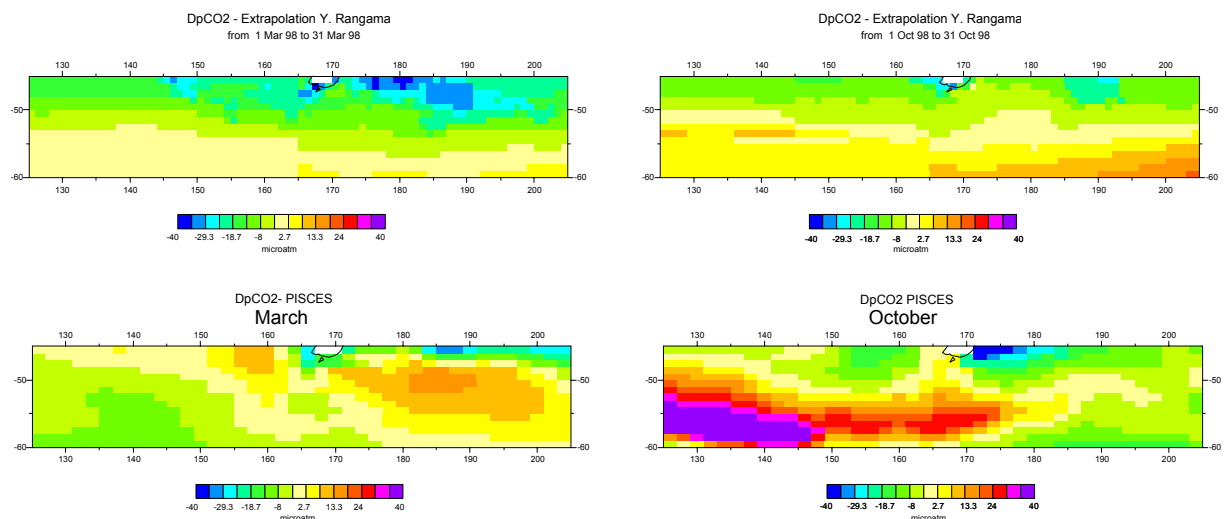 DpCO2 - Extrapolation Y. Rangama
from 1 Mar 98 to 31 Mar 98
130 140 150 160 170 180 190 200
-50 -50
-60 -60
130 140 150 160 170 180 190 200
-40 -29.3 -18.7 -8 2.7 13.3 24 40
microatm
DpCO2 - Extrapolation Y. Rangama
from 1 Oct 98 to 31 Oct 98
130 140 150 160 170 180 190 200
-50 -50
-60 -60
130 140 150 160 170 180 190 200
-40 -29.3 -18.7 -8 2.7 13.3 24 40
microatm
DpCO2- PISCES
March
130 140 150 160 170 180 190 200
-50 -50
-60 -60
130 140 150 160 170 180 190 200
-40 -29.3 -18.7 -8 2.7 13.3 24 40
microatm
DpCO2 PISCES
October
130 140 150 160 170 180 190 200
-50 -50
-60 -60
130 140 150 160 170 180 190 200
-40 -29.3 -18.7 -8 2.7 13.3 24 40
microatm